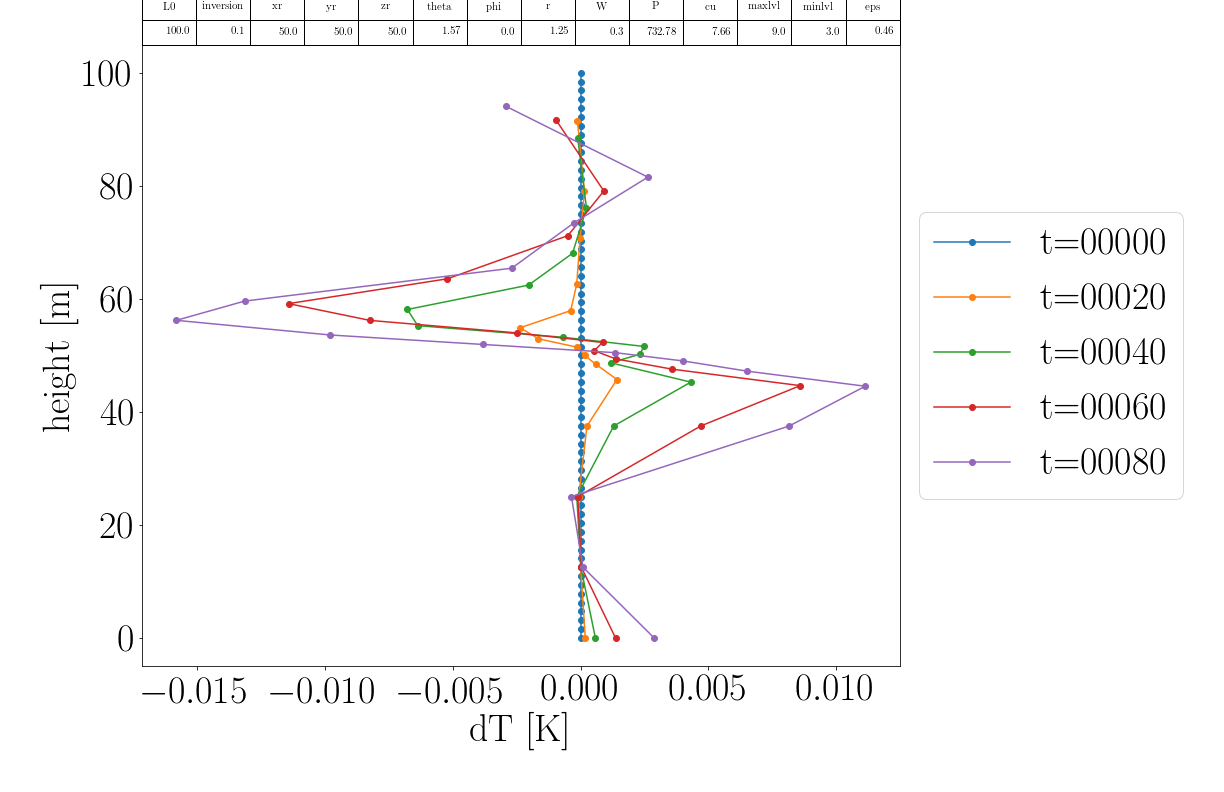 L0 inversion xr yr zr theta phi r W P cu maxlvl minlvl eps
100.0 0.1 50.0 50.0 50.0 1.57 0.0 1.25 0.3 732.78 7.66 9.0 3.0 0.46
100
80
60
40
20
0
height [m]
−0.015 −0.010 −0.005 0.000 0.005 0.010
dT [K]
t=00000
t=00020
t=00040
t=00060
t=00080